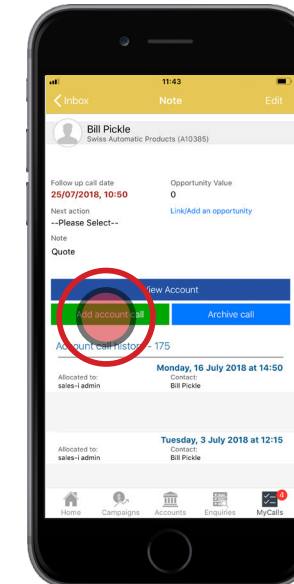 11:43
Inbox
Note
Edit
Bill Pickle
Swiss Automatic Products (A10385)
Follow up call date
Opportunity Value
25/07/2018, 10:50
0
Next action
Link/Add an opportunity
--Please Select--
Note
Quote
View Account
Add account call
Archive call
Account call history - 175
Monday, 16 July 2018 at 14:50
Allocated to:
Contact:
sales-i admin
Bill Pickle
Tuesday, 3 July 2018 at 12:15
Allocated to:
Contact:
sales-i admin
Bill Pickle
4
Home
Campaigns
Accounts
Enquiries
MyCalls